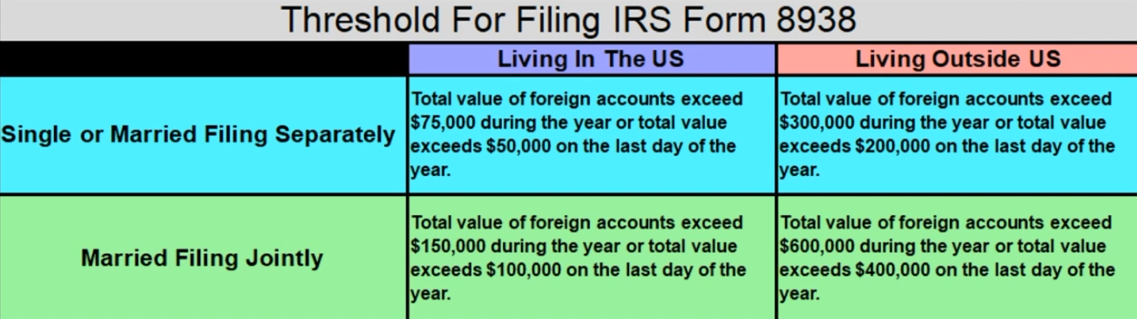 Threshold For Filing IRS Form 8938
Living In The US
Living Outside US
Single or Married Filing Separately
Total value of foreign accounts exceed
$75,000 during the year or total value
exceeds $50,000 on the last day of the
year.
Total value of foreign accounts exceed
$300,000 during the year or total value
exceeds $200,000 on the last day of the
year.
Married Filing Jointly
Total value of foreign accounts exceed
$150,000 during the year or total value
exceeds $100,000 on the last day of the
year.
Total value of foreign accounts exceed
$600,000 during the year or total value
exceeds $400,000 on the last day of the
year.